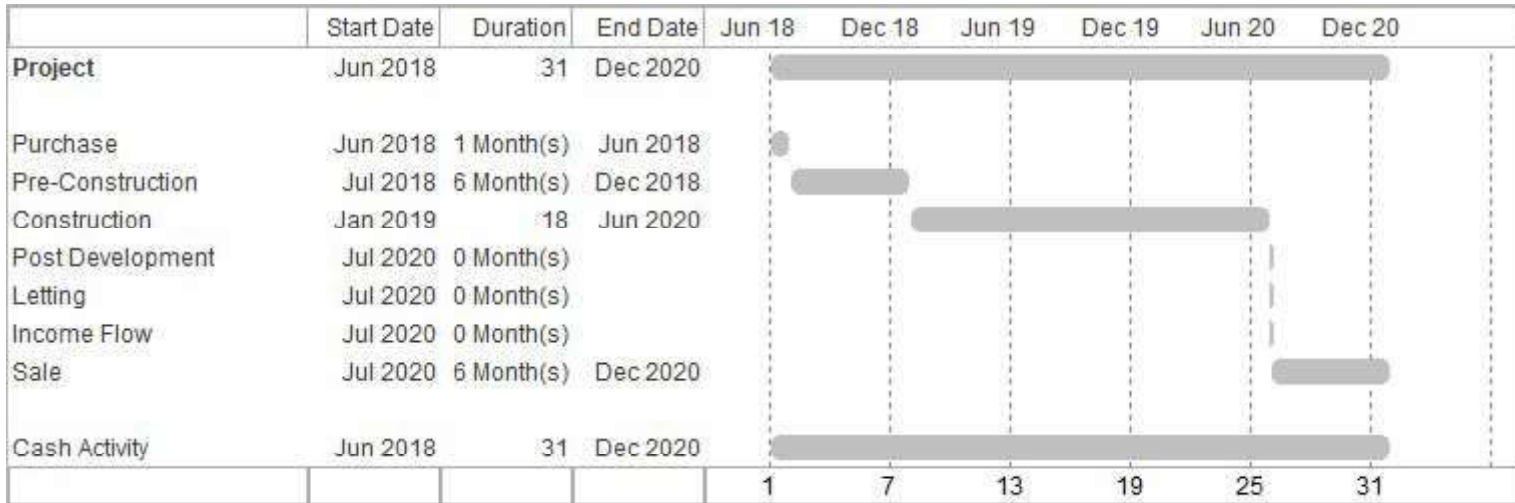 Start Date Duration End Date Jun 18 Dec 18 Jun 19 Dec 19 Jun 20 Dec 20
Project Jun 2018 31 Dec 2020
Purchase Jun 2018 1 Month(s) Jun 2018
Pre-Construction Jul 2018 6 Month(s) Dec 2018
Construction Jan 2019 18 Jun 2020
Post Development Jul 2020 0 Month(s)
Letting Jul 2020 0 Month(s)
Income Flow Jul 2020 0 Month(s)
Sale Jul 2020 6 Month(s) Dec 2020
Cash Activity Jun 2018 31 Dec 2020
1 7 13 19 25 31